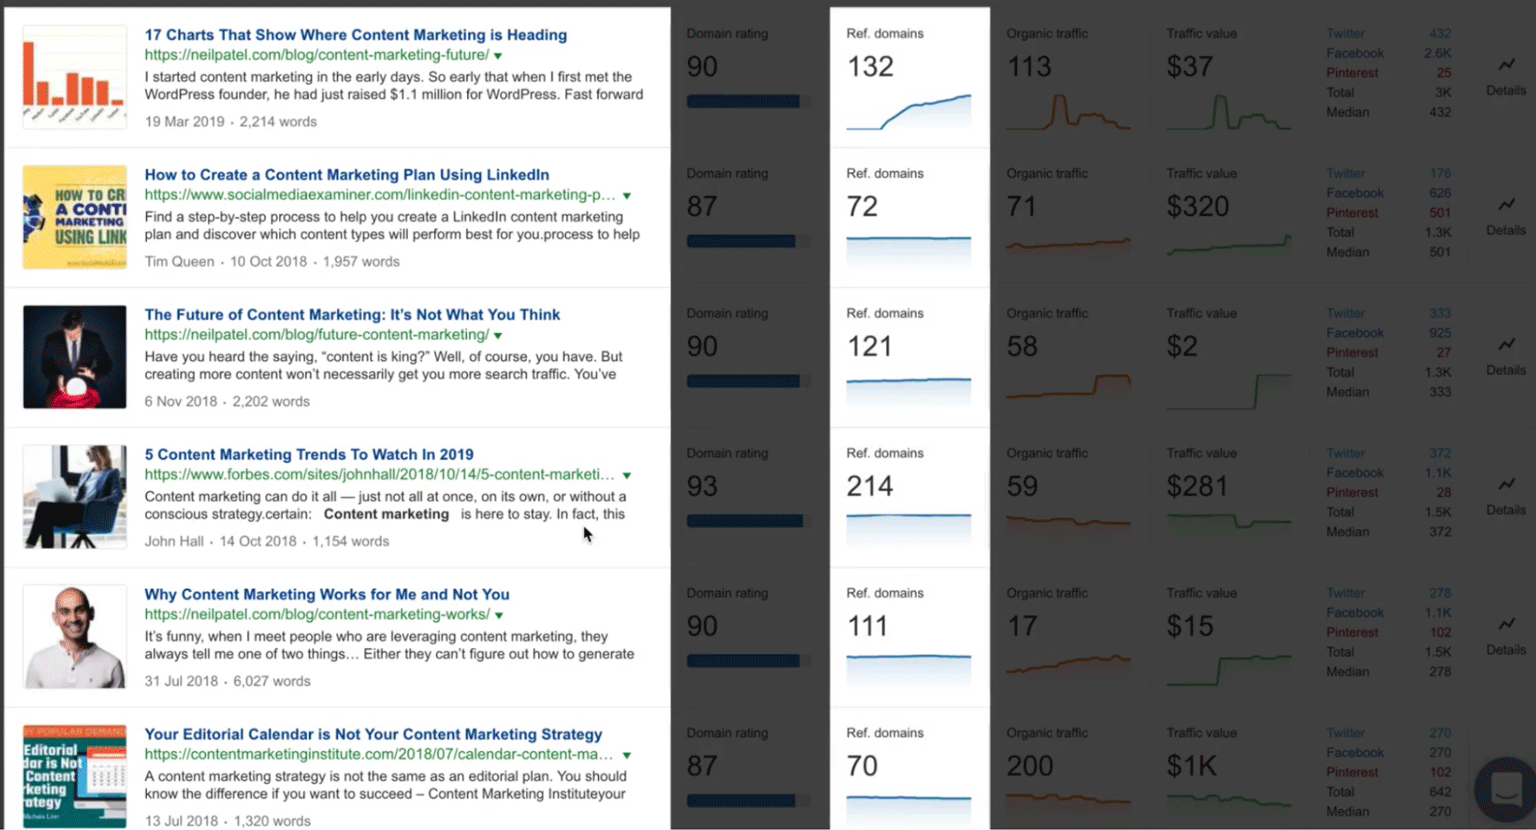 17 Charts That Show Where Content Marketing is Heading
https://neilpatel.com/blog/content-marketing-future/
I started content marketing in the early days. So early that when I first met the
WordPress founder, he had just raised $1.1 million for WordPress. Fast forward
19 Mar 2019 · 2,214 words
Domain rating
90
Ref. domains
132
Organic traffic
113
Traffic value
$37
Twitter 432
Facebook 2.6K
Pinterest 25
Total 3K
Median 432
Details
HOW TO CR
A CONT
MARKETING
USING LINK
How to Create a Content Marketing Plan Using LinkedIn
https://www.socialmediaexaminer.com/linkedin-content-marketing-p…
Find a step-by-step process to help you create a LinkedIn content marketing
plan and discover which content types will perform best for you.process to help
Tim Queen · 10 Oct 2018 · 1,957 words
Domain rating
87
Ref. domains
72
Organic traffic
71
Traffic value
$320
Twitter 176
Facebook 626
Pinterest 501
Total 1.3K
Median 501
Details
The Future of Content Marketing: It's Not What You Think
https://neilpatel.com/blog/future-content-marketing/
Have you heard the saying, “content is king?” Well, of course, you have. But
creating more content won't necessarily get you more search traffic. You've
6 Nov 2018 · 2,202 words
Domain rating
90
Ref. domains
121
Organic traffic
58
Traffic value
$2
Twitter 333
Facebook 925
Pinterest 27
Total 1.3K
Median 333
Details
5 Content Marketing Trends To Watch In 2019
https://www.forbes.com/sites/johnhall/2018/10/14/5-content-marketi…
Content marketing can do it all — just not all at once, on its own, or without a
conscious strategy.certain: Content marketing is here to stay. In fact, this
John Hall · 14 Oct 2018 · 1,154 words
Domain rating
93
Ref. domains
214
Organic traffic
59
Traffic value
$281
Twitter 372
Facebook 1.1K
Pinterest 28
Total 1.5K
Median 372
Details
Why Content Marketing Works for Me and Not You
https://neilpatel.com/blog/content-marketing-works/
It's funny, when I meet people who are leveraging content marketing, they
always tell me one of two things… Either they can't figure out how to generate
31 Jul 2018 · 6,027 words
Domain rating
90
Ref. domains
111
Organic traffic
17
Traffic value
$15
Twitter 278
Facebook 1.1K
Pinterest 102
Total 1.5K
Median 278
Details
BY POPULAR DEMAND
Editorial
dar is Not
Content
keting
ategy
Your Editorial Calendar is Not Your Content Marketing Strategy
https://contentmarketinginstitute.com/2018/07/calendar-content-ma…
A content marketing strategy is not the same as an editorial plan. You should
know the difference if you want to succeed – Content Marketing Instituteyour
13 Jul 2018 · 1,320 words
Domain rating
87
Ref. domains
70
Organic traffic
200
Traffic value
$1K
Twitter 270
Facebook 270
Pinterest 102
Total 642
Median 270